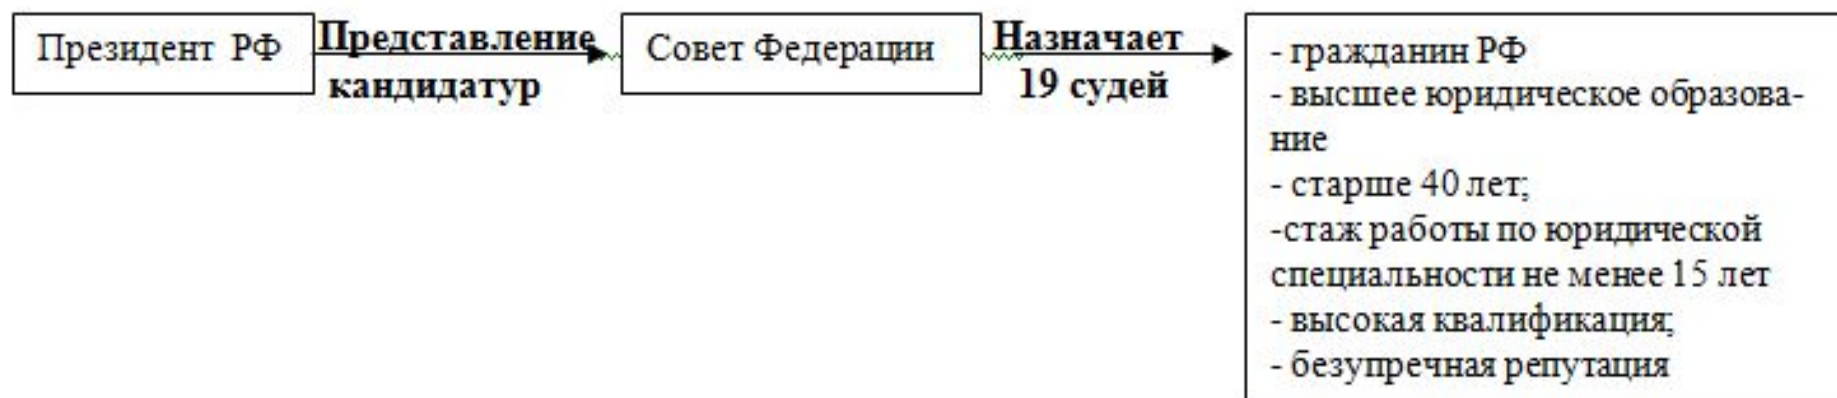 Президент РФ
Представление
кандидатур
Совет Федерации
Назначает
19 судей
- гражданин РФ
- высшее юридическое образова-
ние
- старше 40 лет;
-стаж работы по юридической
специальности не менее 15 лет
- высокая квалификация;
- безупречная репутация